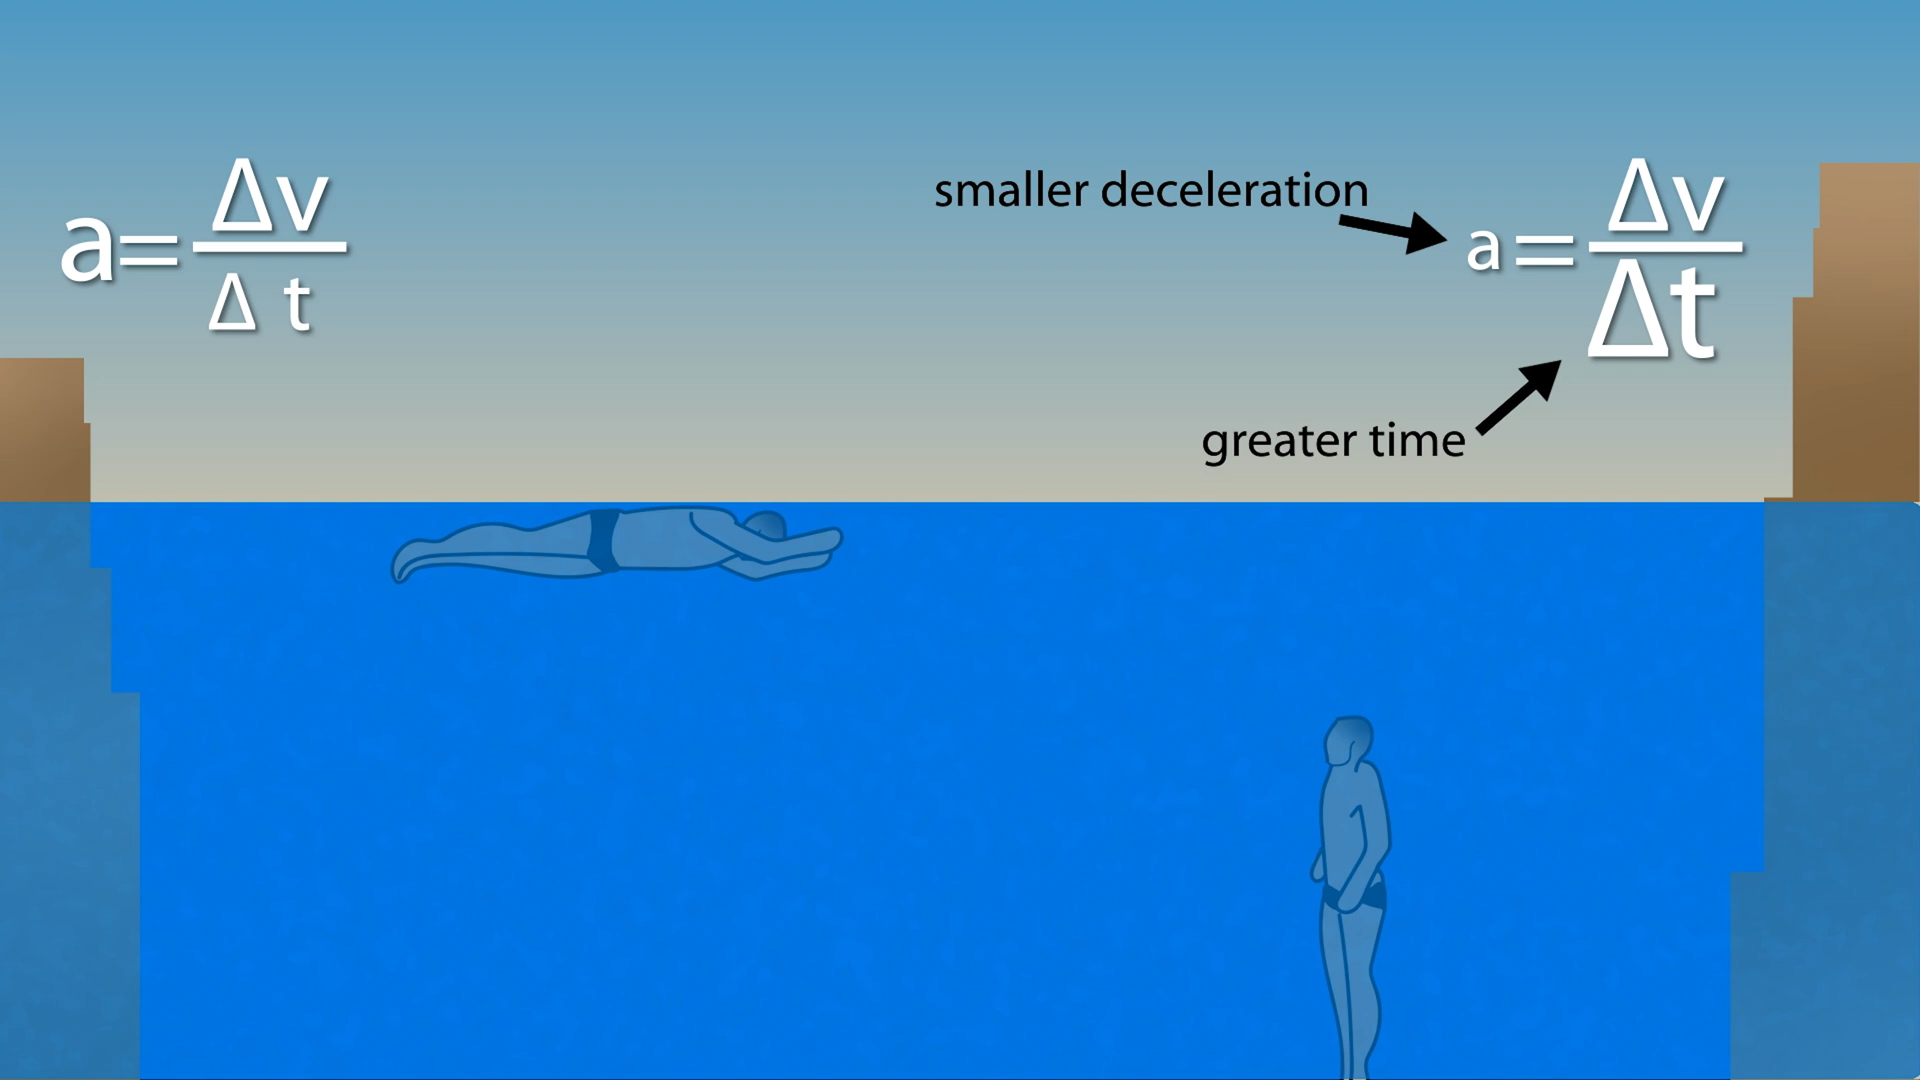 a=Δv/Δ t
smaller deceleration
a=Δv/Δt
greater time